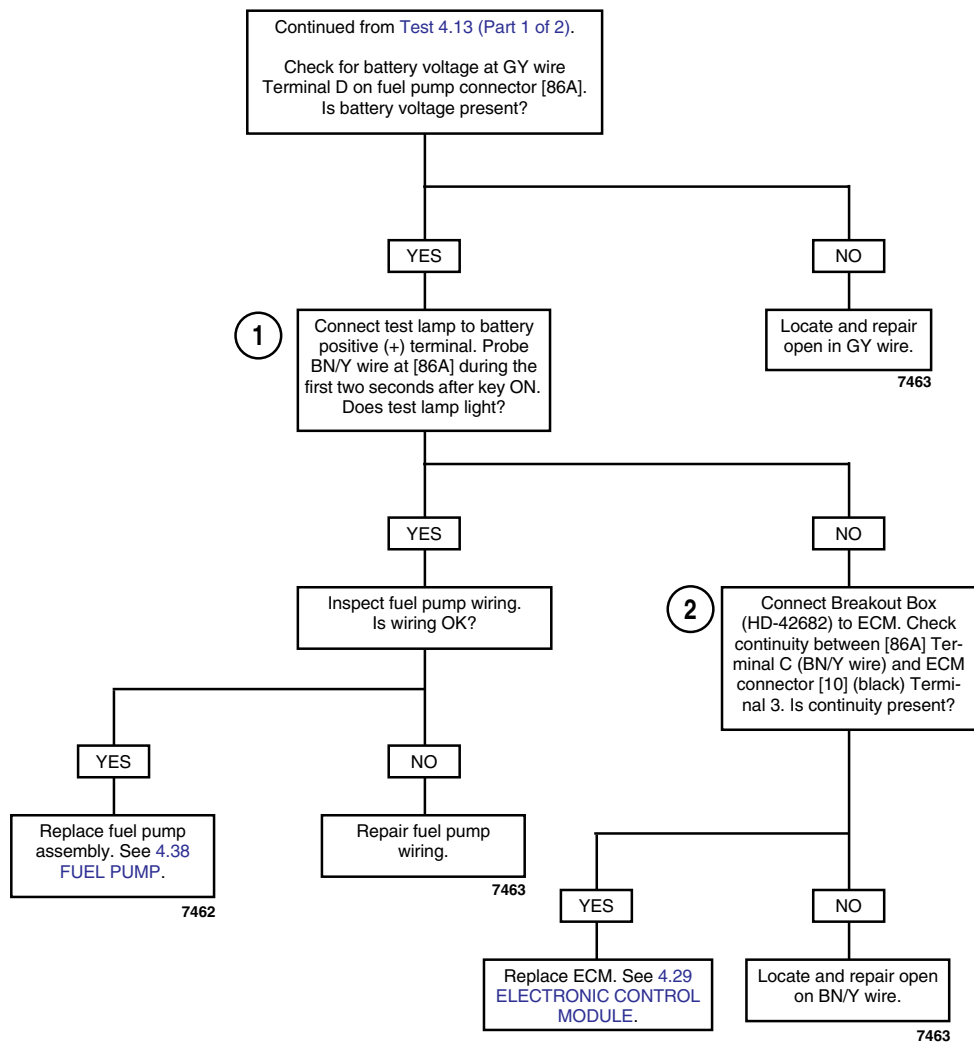 Continued from Test 4.13 (Part 1 of 2).
Check for battery voltage at GY wire
Terminal D on fuel pump connector [86A].
Is battery voltage present?
YES
NO
1
Connect test lamp to battery
positive (+) terminal. Probe
BN/Y wire at [86A] during the
first two seconds after key ON.
Does test lamp light?
Locate and repair
open in GY wire.
7463
YES
NO
Inspect fuel pump wiring.
Is wiring OK?
2
Connect Breakout Box
(HD-42682) to ECM. Check
continuity between [86A] Ter-
minal C (BN/Y wire) and ECM
connector [10] (black) Termi-
nal 3. Is continuity present?
YES
NO
Replace fuel pump
assembly. See 4.38
FUEL PUMP.
7462
Repair fuel pump
wiring.
7463
YES
NO
Replace ECM. See 4.29
ELECTRONIC CONTROL
MODULE.
Locate and repair open
on BN/Y wire.
7463